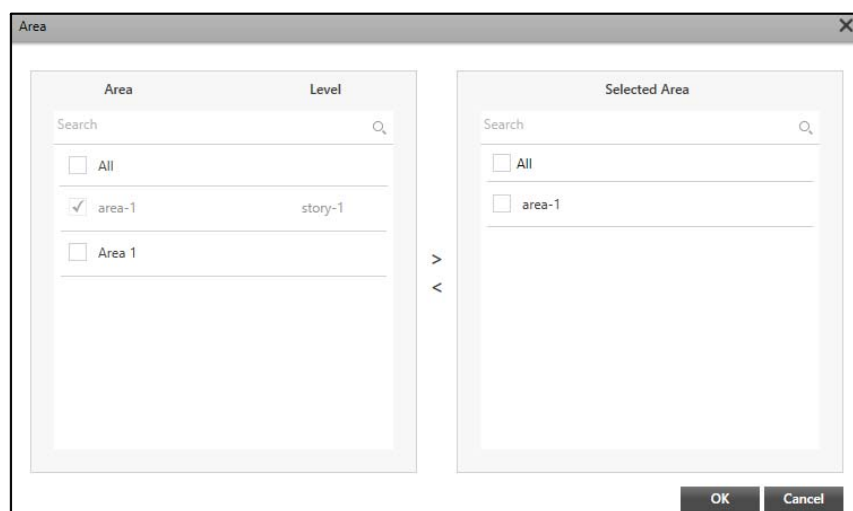 Area
Area Level
Search
All
area-1 story-1
Area 1
>
<
Selected Area
Search
All
area-1
OK Cancel